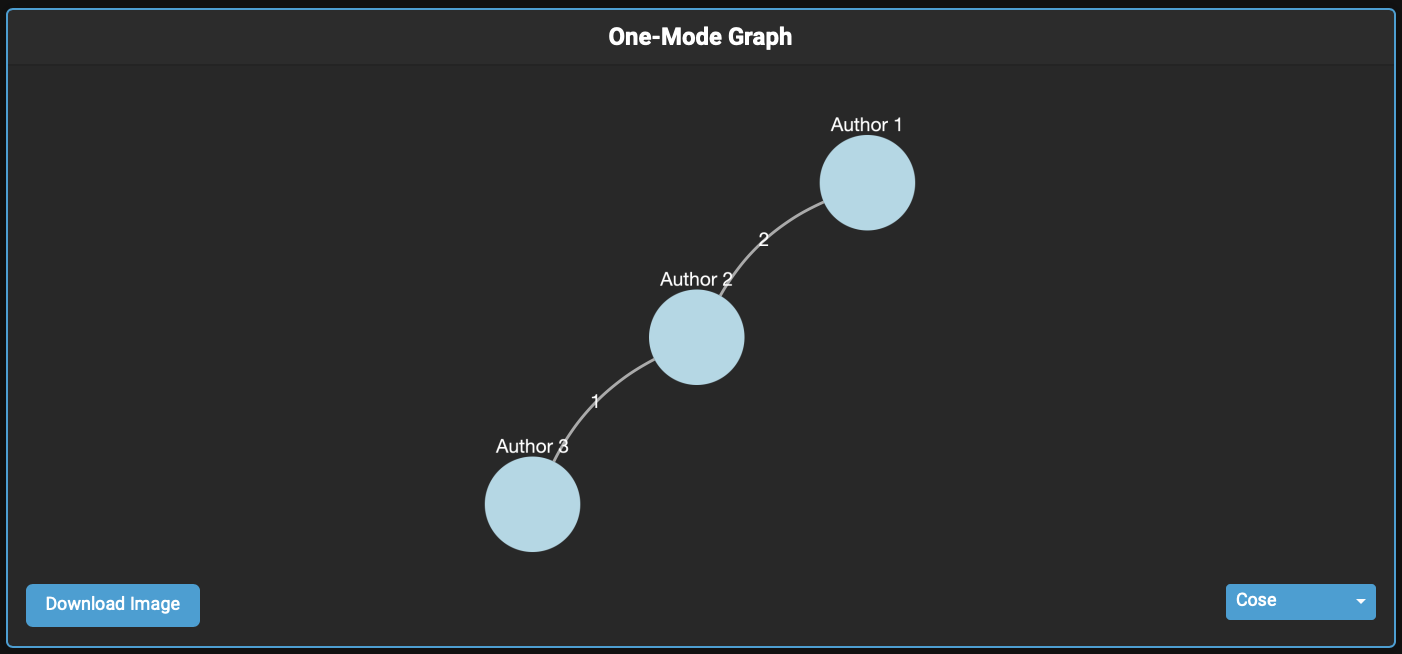 One-Mode Graph
Author 1
2
Author 2
1
Author 3
Download Image
Cose